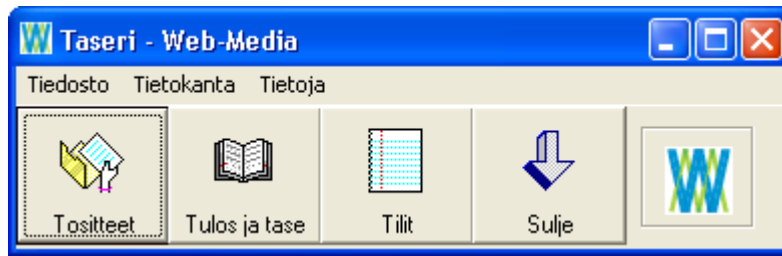 Taseri - Web-Media
Tiedosto Tietokanta Tietoja
Tositteet Tulos ja tase Tilit Sulje